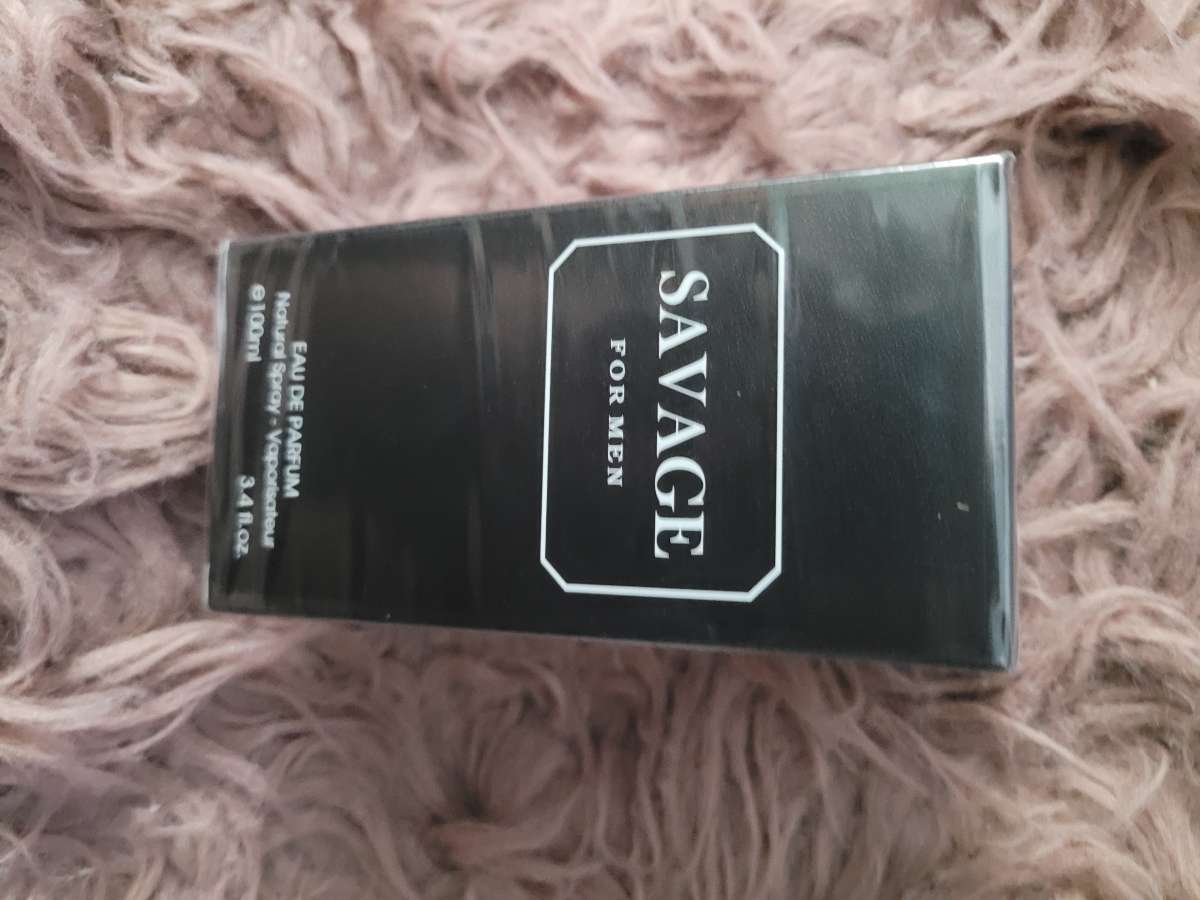 SAVAGE
FOR MEN
EAU DE PARFUM
Natural Spray - Vaporisateur
℮100ml 3.4 fl.oz.